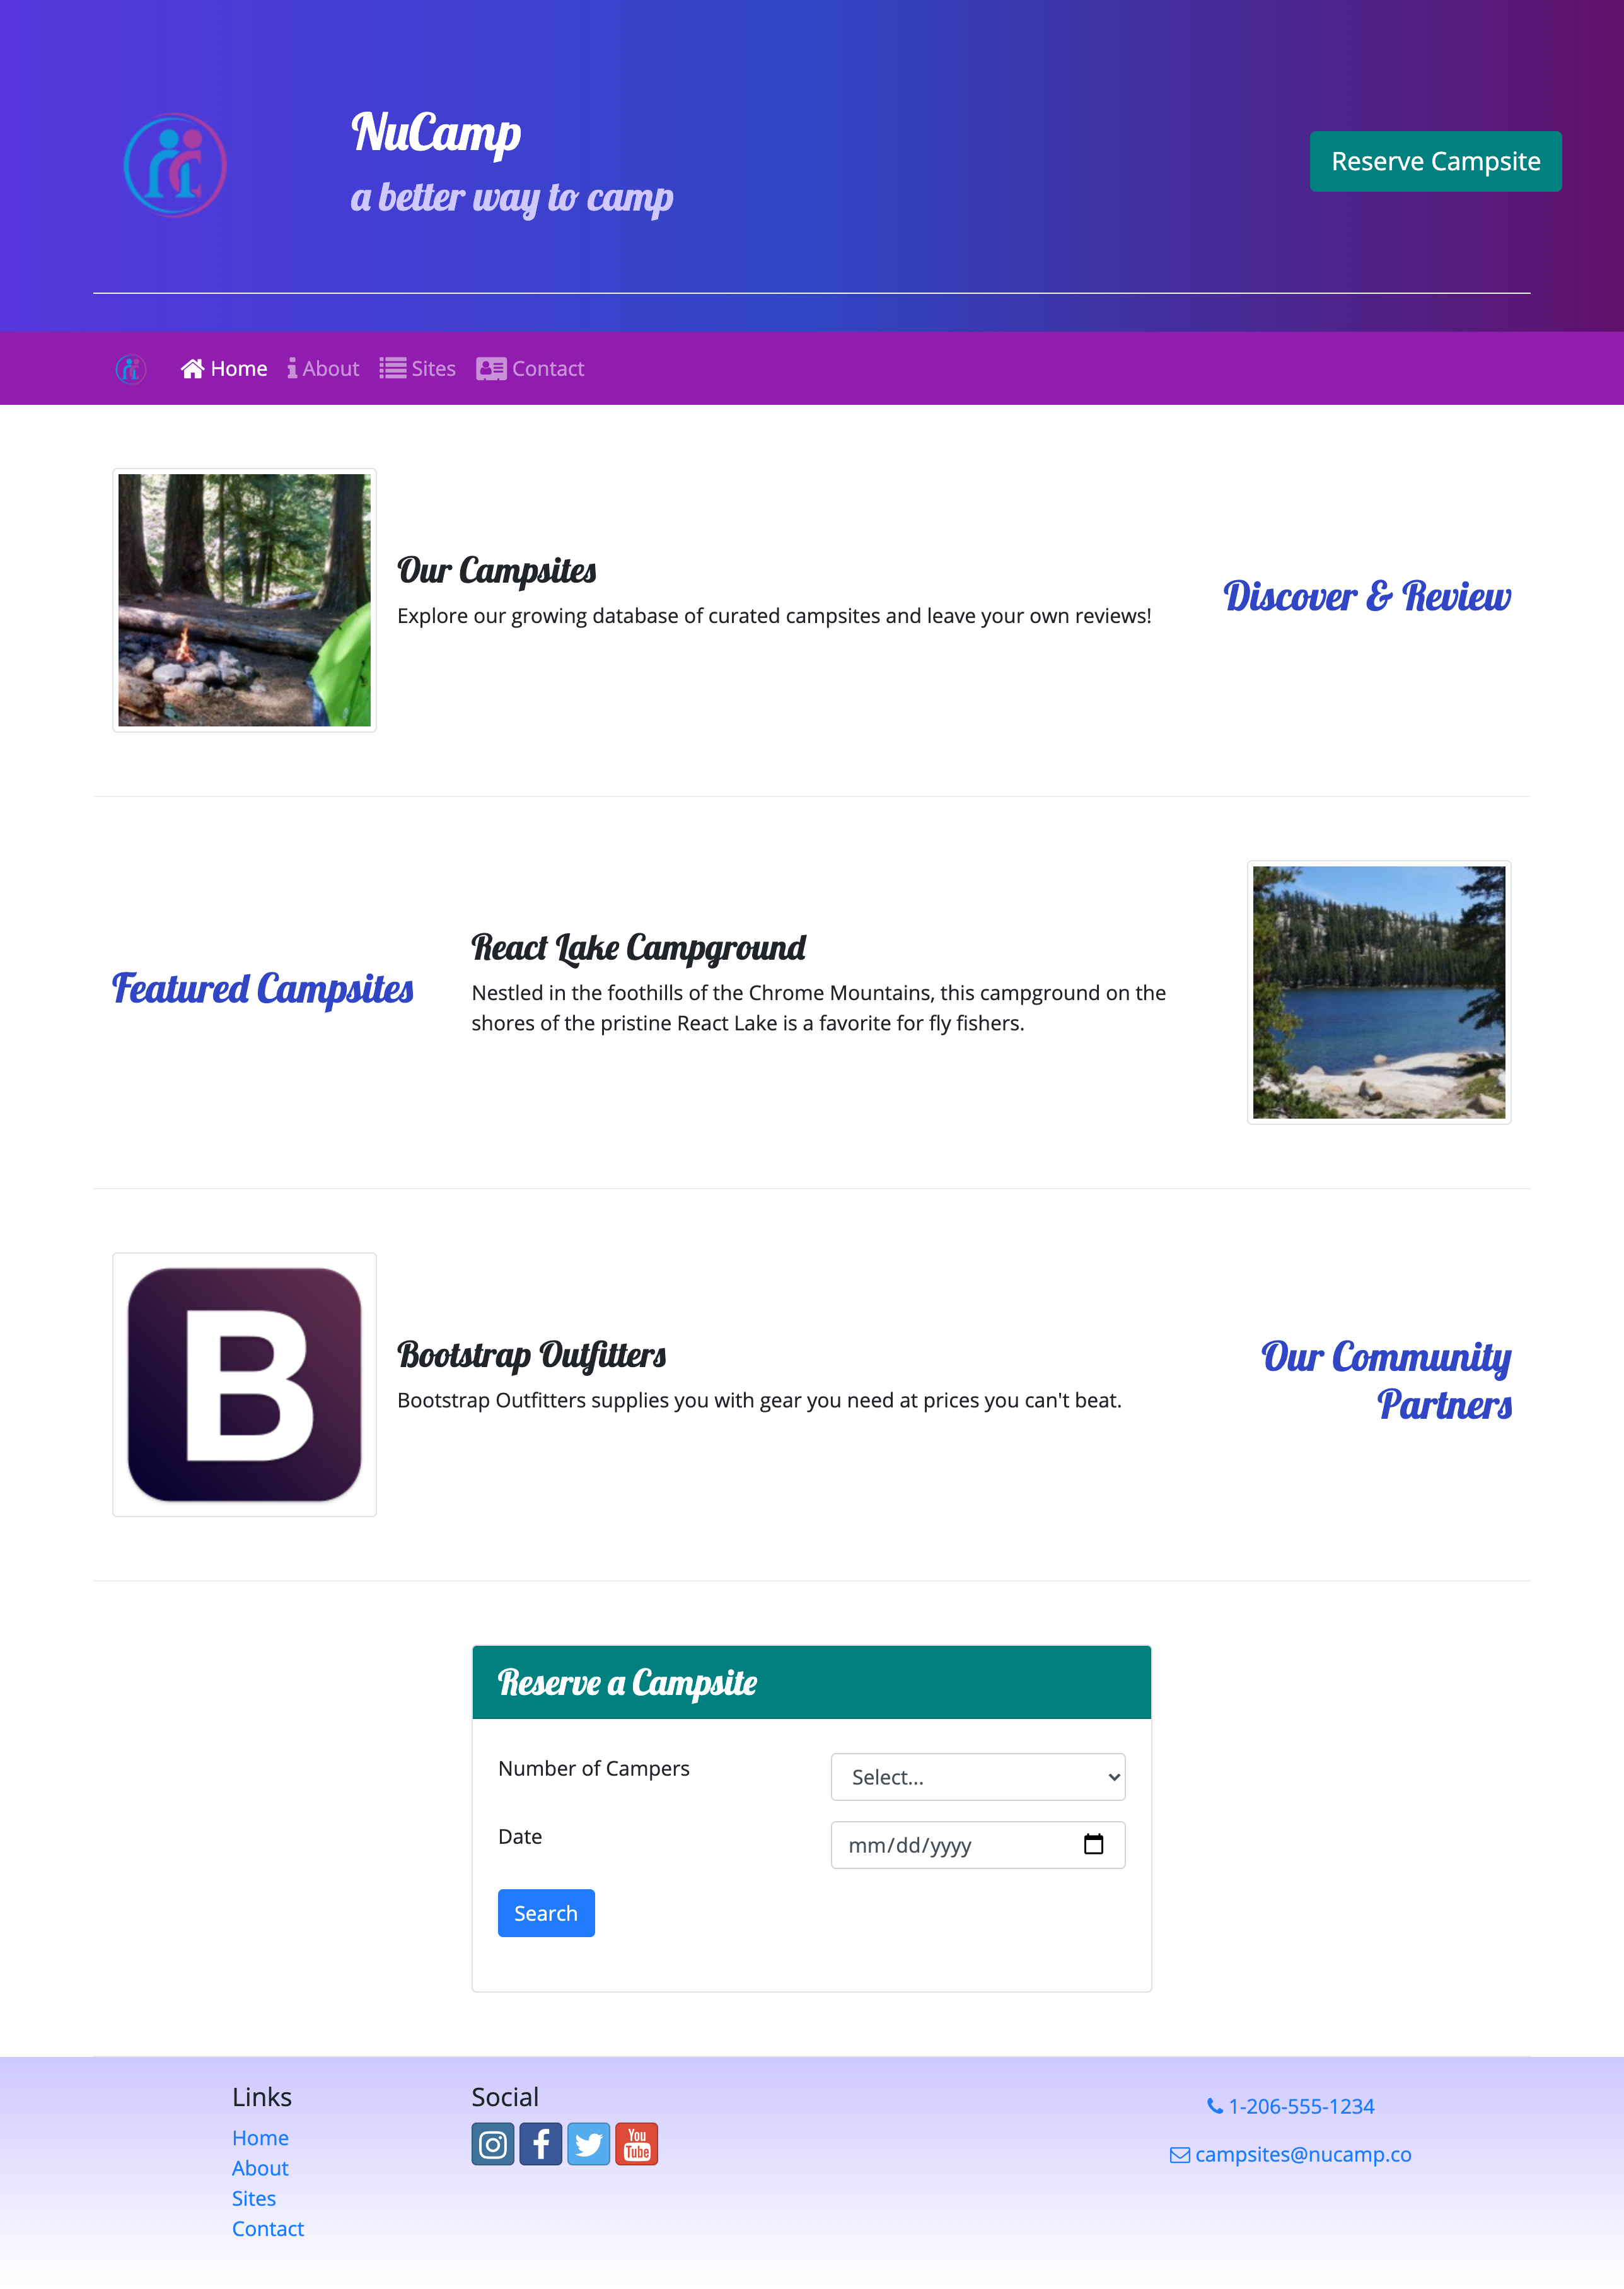 NuCamp
a better way to camp
Reserve Campsite
Home About Sites Contact
Our Campsites
Explore our growing database of curated campsites and leave your own reviews!
Discover & Review
Featured Campsites
React Lake Campground
Nestled in the foothills of the Chrome Mountains, this campground on the
shores of the pristine React Lake is a favorite for fly fishers.
B
Bootstrap Outfitters
Bootstrap Outfitters supplies you with gear you need at prices you can't beat.
Our Community
Partners
Reserve a Campsite
Number of Campers
Select...
Date
mm/dd/yyyy
Search
Links
Home
About
Sites
Contact
Social
You
Tube
1-206-555-1234
campsites@nucamp.co